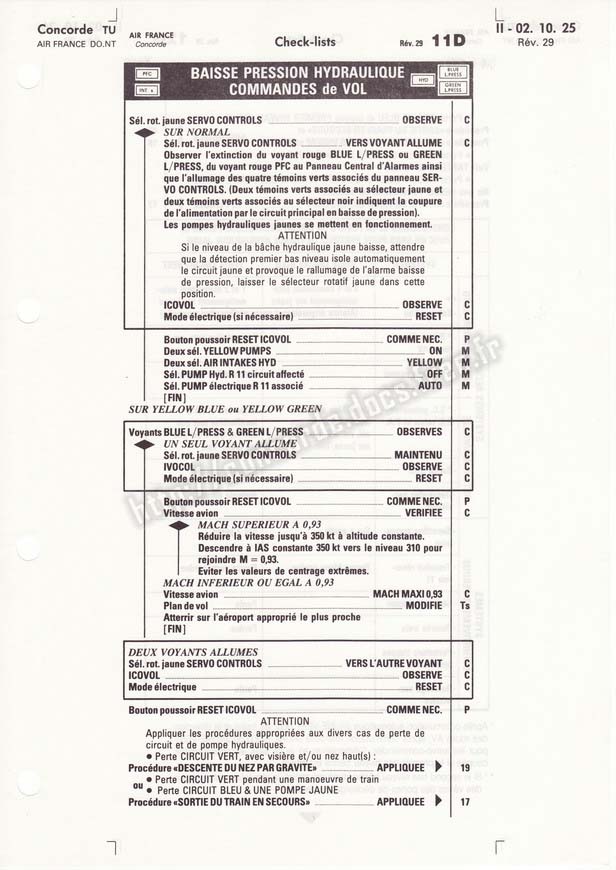 Concorde TU
AIR FRANCE DO.NT
AIR FRANCE
Concorde
Check-lists
Rév. 29 11D
II - 02. 10. 25
Rév. 29
PFC
INT
BAISSE PRESSION HYDRAULIQUE
COMMANDES de VOL
HYD
BLUE
L.PRESS
GREEN
L.PRESS
Sél. rot. jaune SERVO CONTROLS OBSERVE C
SUR NORMAL
Sél. rot. jaune SERVO CONTROLS VERS VOYANT ALLUME C
Observer l'extinction du voyant rouge BLUE L/PRESS ou GREEN
L/PRESS, du voyant rouge PFC au Panneau Central d'Alarmes ainsi
que l'allumage des quatre témoins verts associés du panneau SER-
VO CONTROLS. (Deux témoins verts associés au sélecteur jaune et
deux témoins verts associés au sélecteur noir indiquent la coupure
de l'alimentation par le circuit principal en baisse de pression).
Les pompes hydrauliques jaunes se mettent en fonctionnement.
ATTENTION
Si le niveau de la bâche hydraulique jaune baisse, attendre
que la détection premier bas niveau isole automatiquement
le circuit jaune et provoque le rallumage de l'alarme baisse
de pression, laisser le sélecteur rotatif jaune dans cette
position.
ICOVOL OBSERVE C
Mode électrique (si nécessaire) RESET C
Bouton poussoir RESET ICOVOL COMME NEC. P
Deux sél. YELLOW PUMPS ON M
Deux sél. AIR INTAKES HYD YELLOW M
Sél. PUMP Hyd. R 11 circuit affecté OFF M
Sél. PUMP électrique R 11 associé AUTO M
[FIN]
SUR YELLOW BLUE ou YELLOW GREEN
Voyants BLUE L/PRESS & GREEN L/PRESS OBSERVES C
UN SEUL VOYANT ALLUME
Sél. rot. jaune SERVO CONTROLS MAINTENU C
IVOCOL OBSERVE C
Mode électrique (si nécessaire) RESET C
Bouton poussoir RESET ICOVOL COMME NEC. P
Vitesse avion VERIFIEE C
MACH SUPERIEUR A 0,93
Réduire la vitesse jusqu'à 350 kt à altitude constante.
Descendre à IAS constante 350 kt vers le niveau 310 pour
rejoindre M = 0,93.
Eviter les valeurs de centrage extrêmes.
MACH INFERIEUR OU EGAL A 0,93
Vitesse avion MACH MAXI 0,93 C
Plan de vol MODIFIE Ts
Atterrir sur l'aéroport approprié le plus proche
[FIN]
DEUX VOYANTS ALLUMES
Sél. rot. jaune SERVO CONTROLS VERS L'AUTRE VOYANT C
ICOVOL OBSERVE C
Mode électrique RESET C
Bouton poussoir RESET ICOVOL COMME NEC. P
ATTENTION
Appliquer les procédures appropriées aux divers cas de perte de
circuit et de pompe hydrauliques.
• Perte CIRCUIT VERT, avec visière et/ou nez haut(s) :
Procédure «DESCENTE DU NEZ PAR GRAVITE» APPLIQUEE 19
• Perte CIRCUIT VERT pendant une manoeuvre de train
ou
• Perte CIRCUIT BLEU & UNE POMPE JAUNE
Procédure «SORTIE DU TRAIN EN SECOURS» APPLIQUEE 17